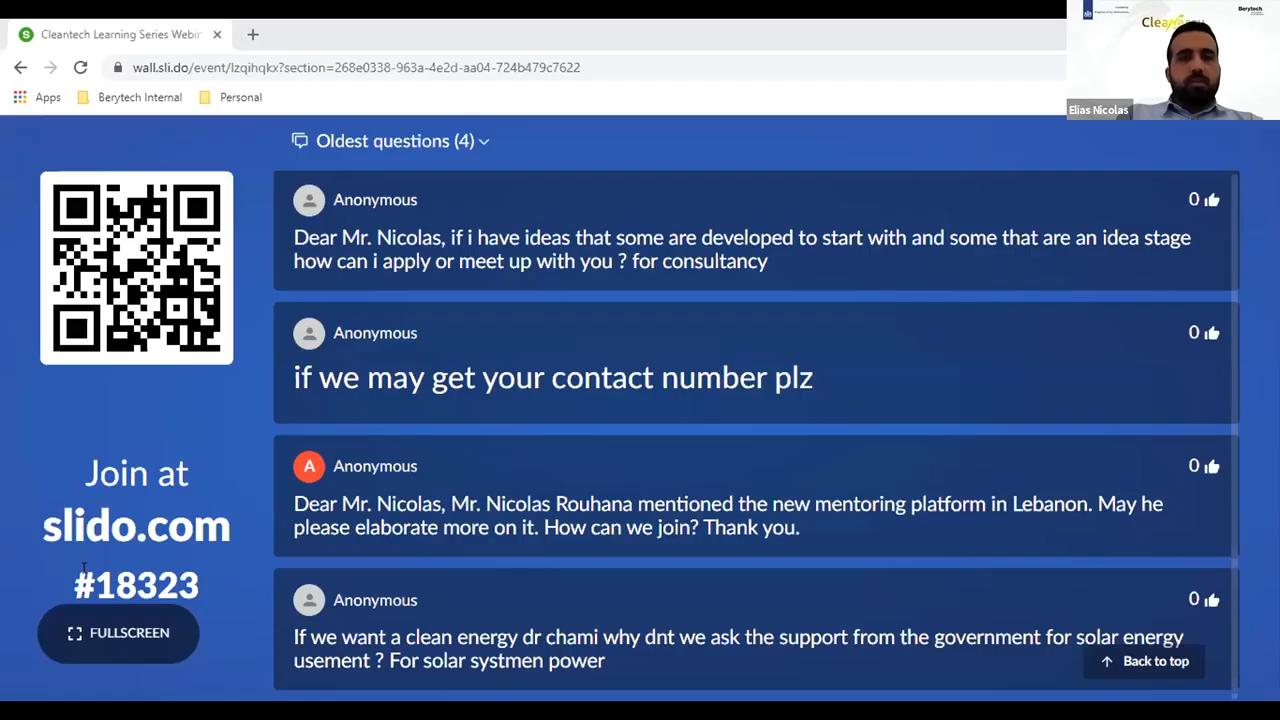 Cleantech Learning Series Webin
wall.sli.do/event/lzqihqkx?section=268e0338-963a-4e2d-aa04-724b479c7622
Apps
Berytech Internal
Personal
Berytech
Elias Nicolas
Oldest questions (4)
Anonymous
0
Dear Mr. Nicolas, if i have ideas that some are developed to start with and some that are an idea stage
how can i apply or meet up with you ? for consultancy
Anonymous
0
if we may get your contact number plz
A
Anonymous
0
Dear Mr. Nicolas, Mr. Nicolas Rouhana mentioned the new mentoring platform in Lebanon. May he
please elaborate more on it. How can we join? Thank you.
Anonymous
0
If we want a clean energy dr chami why dnt we ask the support from the government for solar energy
usement ? For solar systmen power
Back to top
Join at
slido.com
#18323
FULLSCREEN